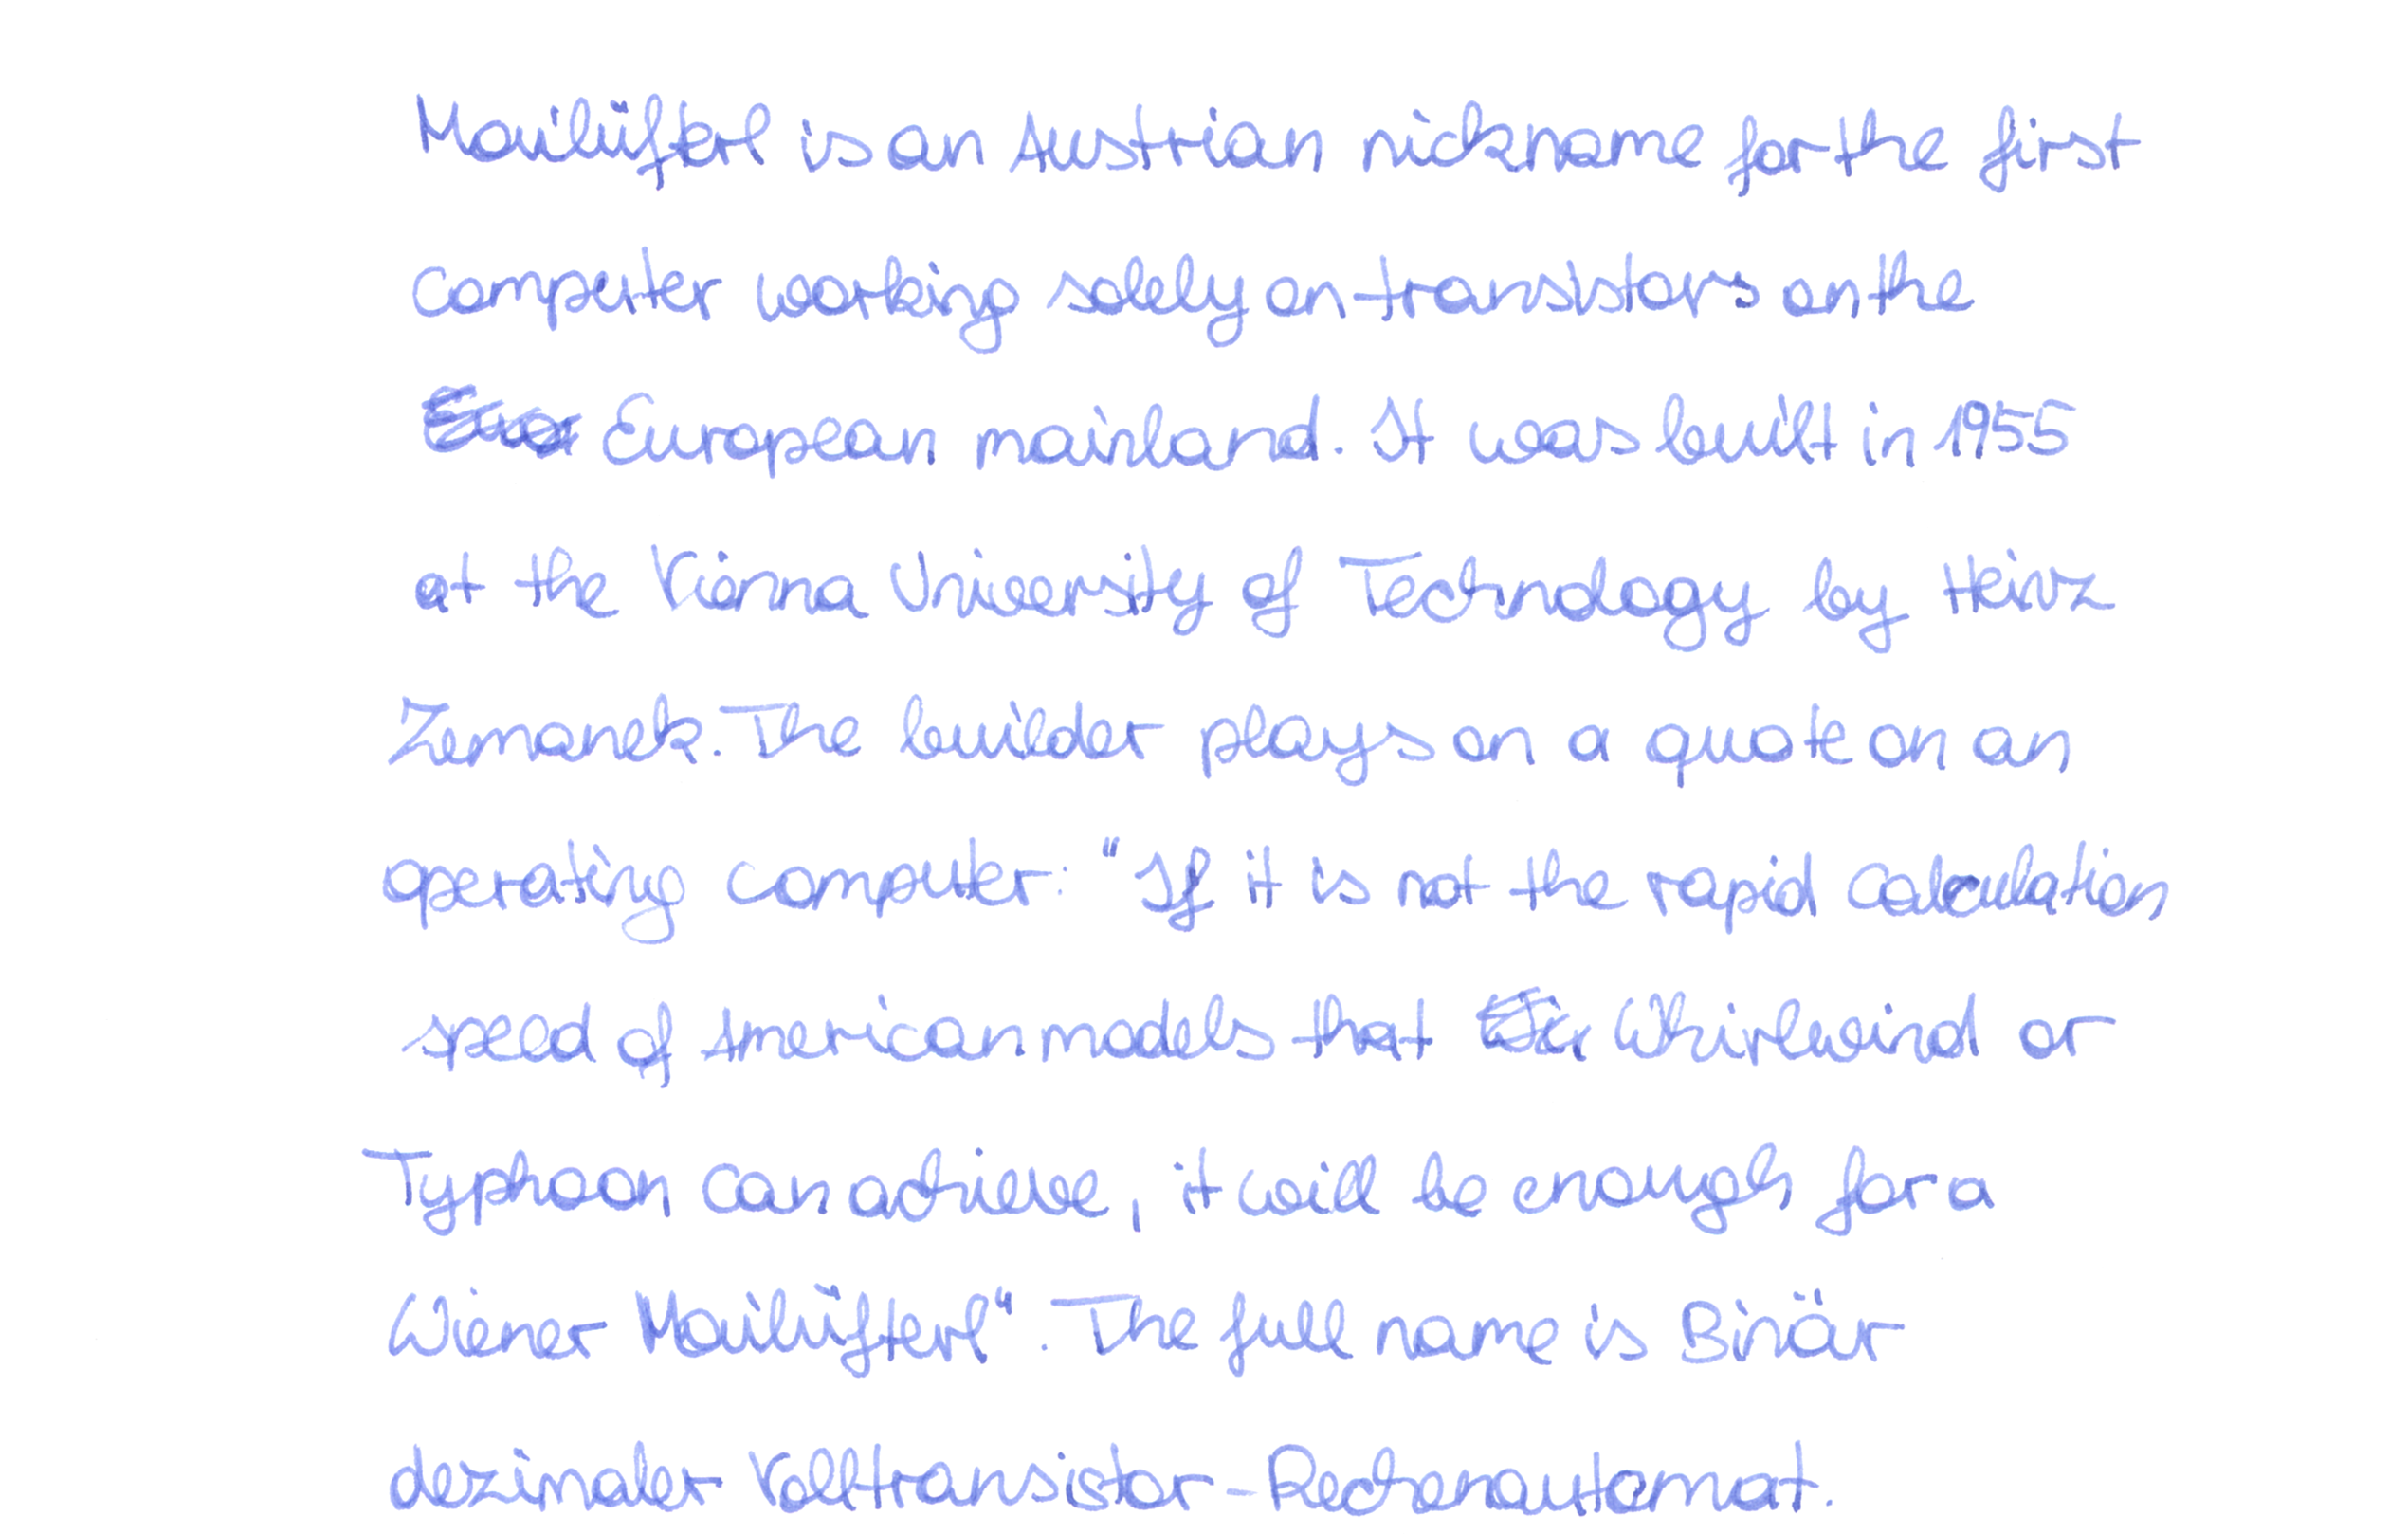 Mailüfterl is an Austrian nickname for the first
computer working solely on transistors on the
European mainland. It was built in 1955
at the Vienna University of Technology by Heinz
Zemanek. The builder plays on a quote on an
operating computer: “If it is not the rapid calculation
speed of American models that Whirlwind or
Typhoon can achieve, it will be enough for a
Wiener Mailüfterl“. The full name is Binär
dezimaler Volltransistor-Rechenautomat.